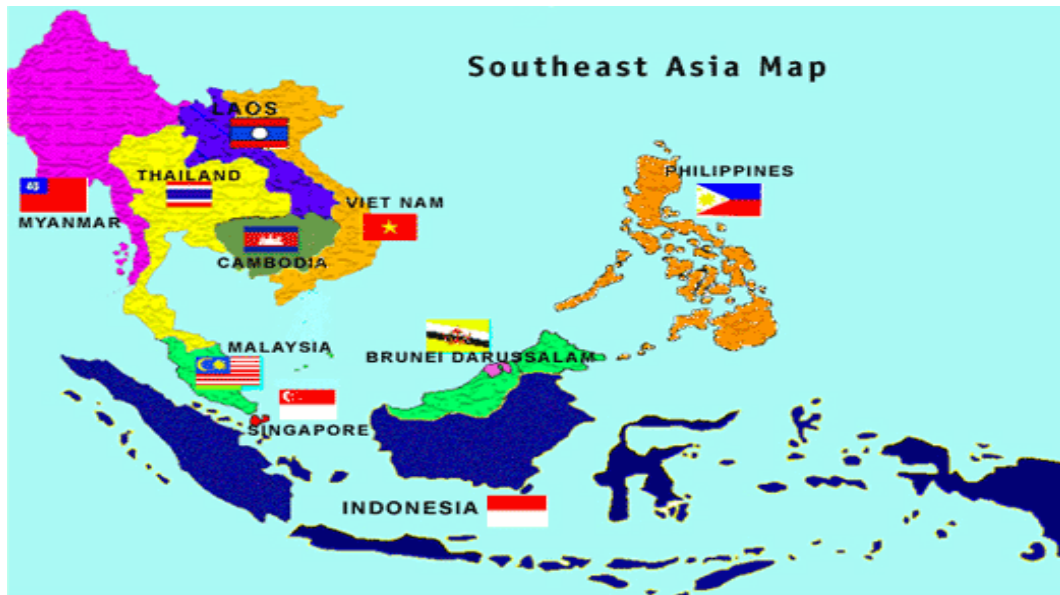 Southeast Asia Map
LAOS
THAILAND
PHILIPPINES
VIET NAM
MYANMAR
CAMBODIA
MALAYSIA
BRUNEI DARUSSALAM
SINGAPORE
INDONESIA